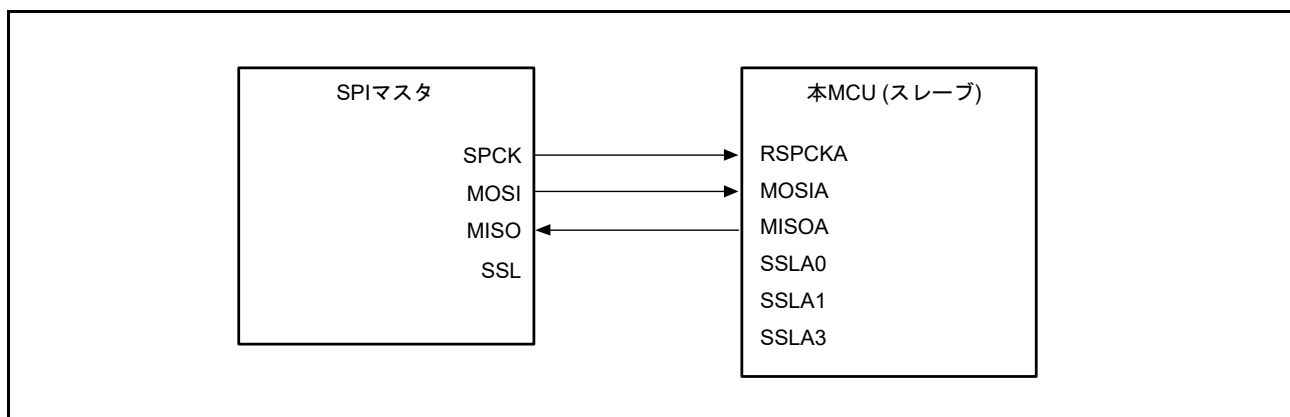 SPIマスタ
SPCK
MOSI
MISO
SSL
本MCU (スレーブ)
RSPCKA
MOSIA
MISOA
SSLA0
SSLA1
SSLA3